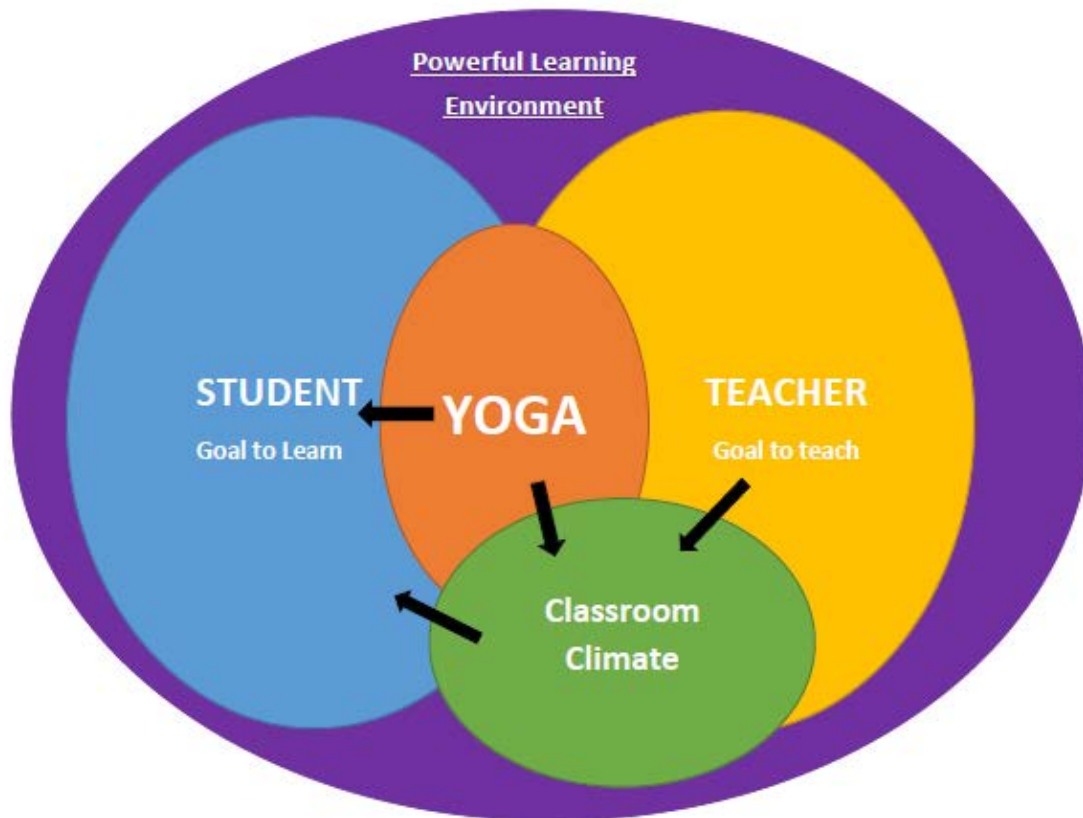 Powerful Learning
Environment
STUDENT
Goal to Learn
YOGA
TEACHER
Goal to teach
Classroom
Climate